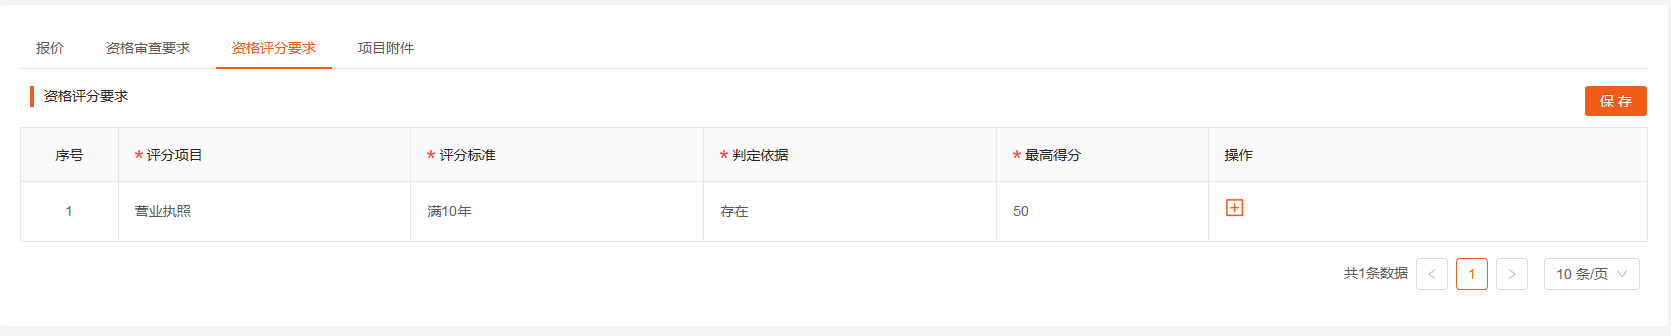 报价 资格审查要求 资格评分要求 项目附件
资格评分要求
保 存
序号 * 评分项目 * 评分标准 * 判定依据 * 最高得分 操作
1 营业执照 满10年 存在 50
共1条数据 < 1 > 10 条/页